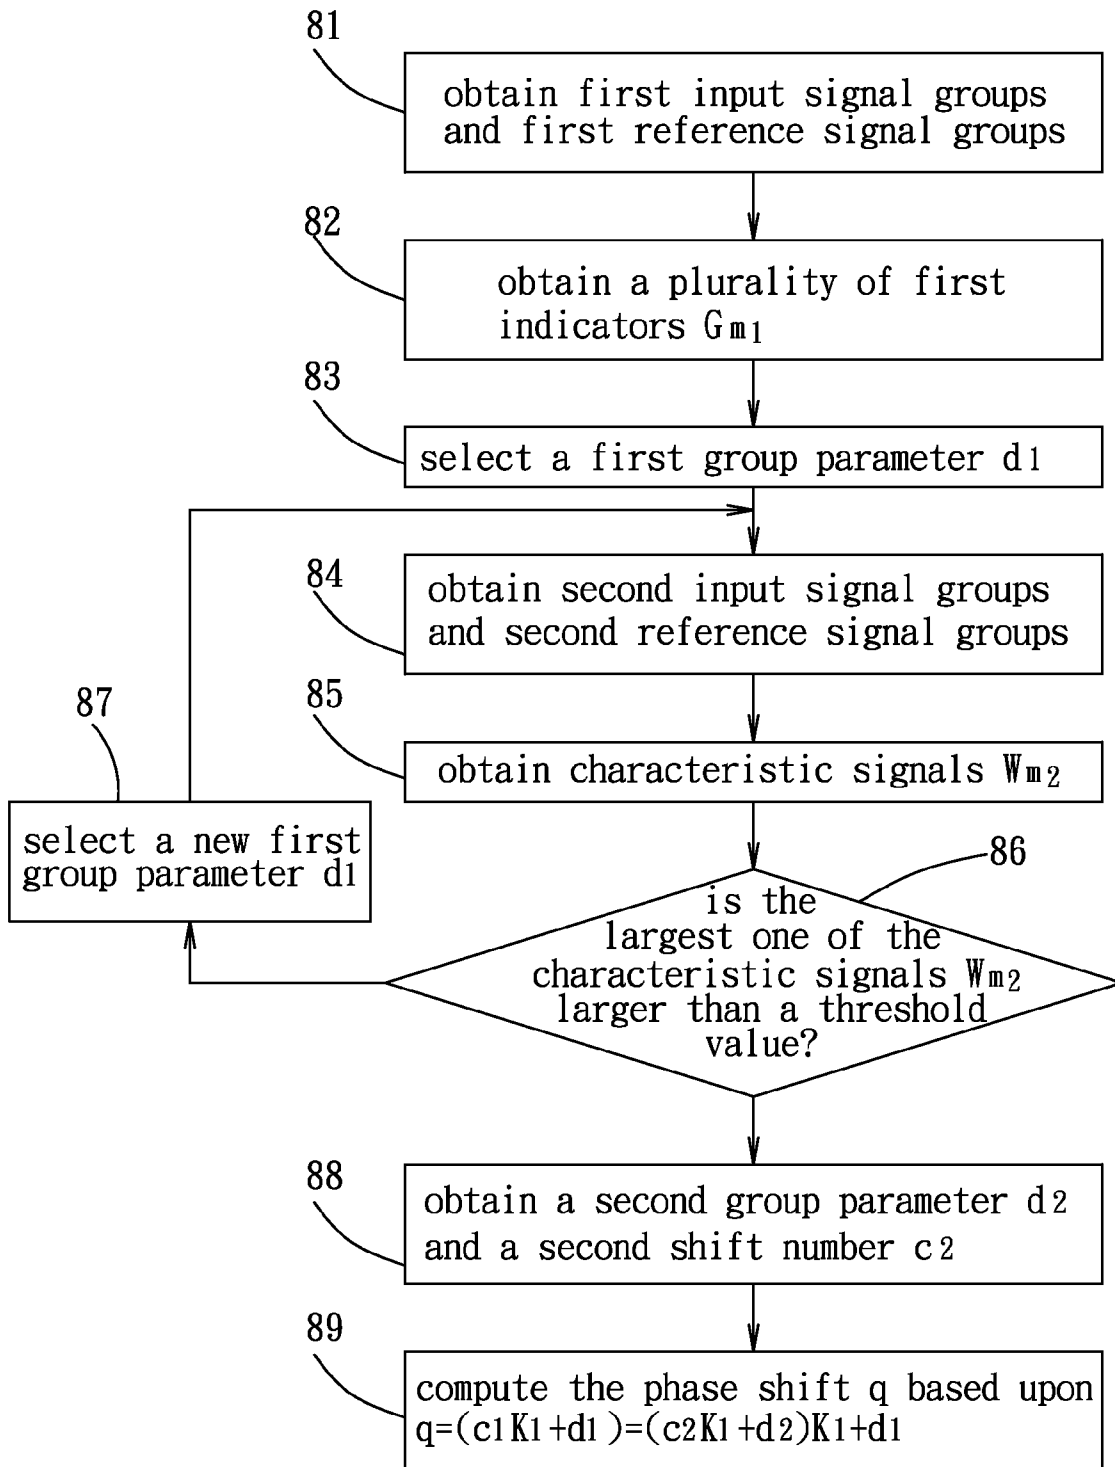 81
obtain first input signal groups
and first reference signal groups
82
obtain a plurality of first
indicators Gm1
83
select a first group parameter d1
84
obtain second input signal groups
and second reference signal groups
85
obtain characteristic signals Wm2
87
select a new first
group parameter d1
86
is the
largest one of the
characteristic signals Wm2
larger than a threshold
value?
88
obtain a second group parameter d2
and a second shift number c2
89
compute the phase shift q based upon
q=(c1K1+d1)=(c2K1+d2)K1+d1